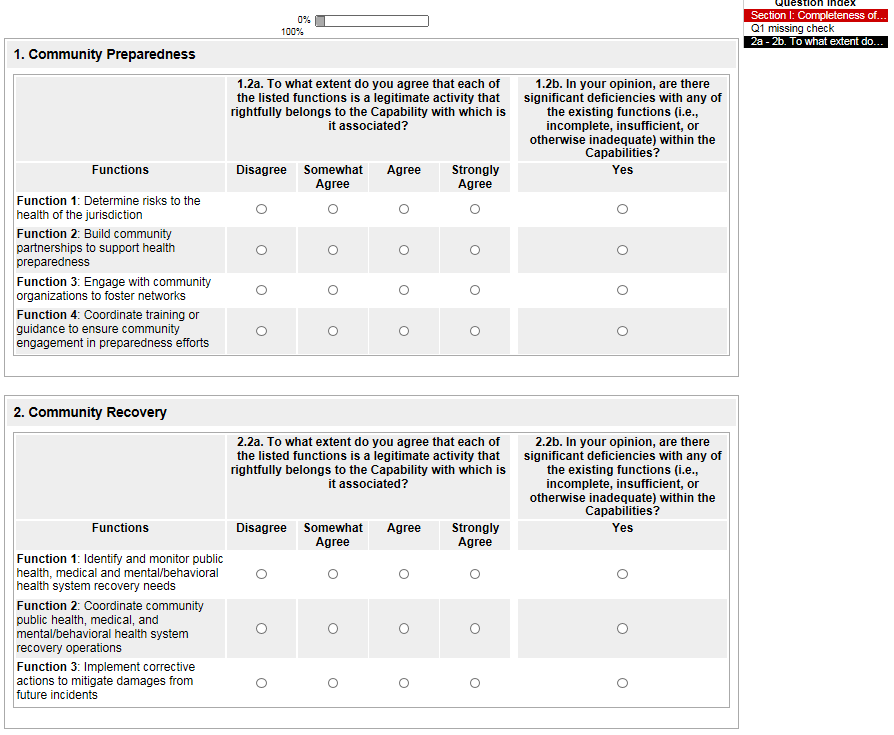 0%
100%
Question Index
Section I: Completeness of...
Q1 missing check
2a - 2b. To what extent do...
1. Community Preparedness
1.2a. To what extent do you agree that each of
the listed functions is a legitimate activity that
rightfully belongs to the Capability with which is
it associated?
1.2b. In your opinion, are there
significant deficiencies with any of
the existing functions (i.e.,
incomplete, insufficient, or
otherwise inadequate) within the
Capabilities?
Functions
Disagree
Somewhat
Agree
Agree
Strongly
Agree
Yes
Function 1: Determine risks to the
health of the jurisdiction
Function 2: Build community
partnerships to support health
preparedness
Function 3: Engage with community
organizations to foster networks
Function 4: Coordinate training or
guidance to ensure community
engagement in preparedness efforts
2. Community Recovery
2.2a. To what extent do you agree that each of
the listed functions is a legitimate activity that
rightfully belongs to the Capability with which is
it associated?
2.2b. In your opinion, are there
significant deficiencies with any of
the existing functions (i.e.,
incomplete, insufficient, or
otherwise inadequate) within the
Capabilities?
Functions
Disagree
Somewhat
Agree
Agree
Strongly
Agree
Yes
Function 1: Identify and monitor public
health, medical and mental/behavioral
health system recovery needs
Function 2: Coordinate community
public health, medical, and
mental/behavioral health system
recovery operations
Function 3: Implement corrective
actions to mitigate damages from
future incidents